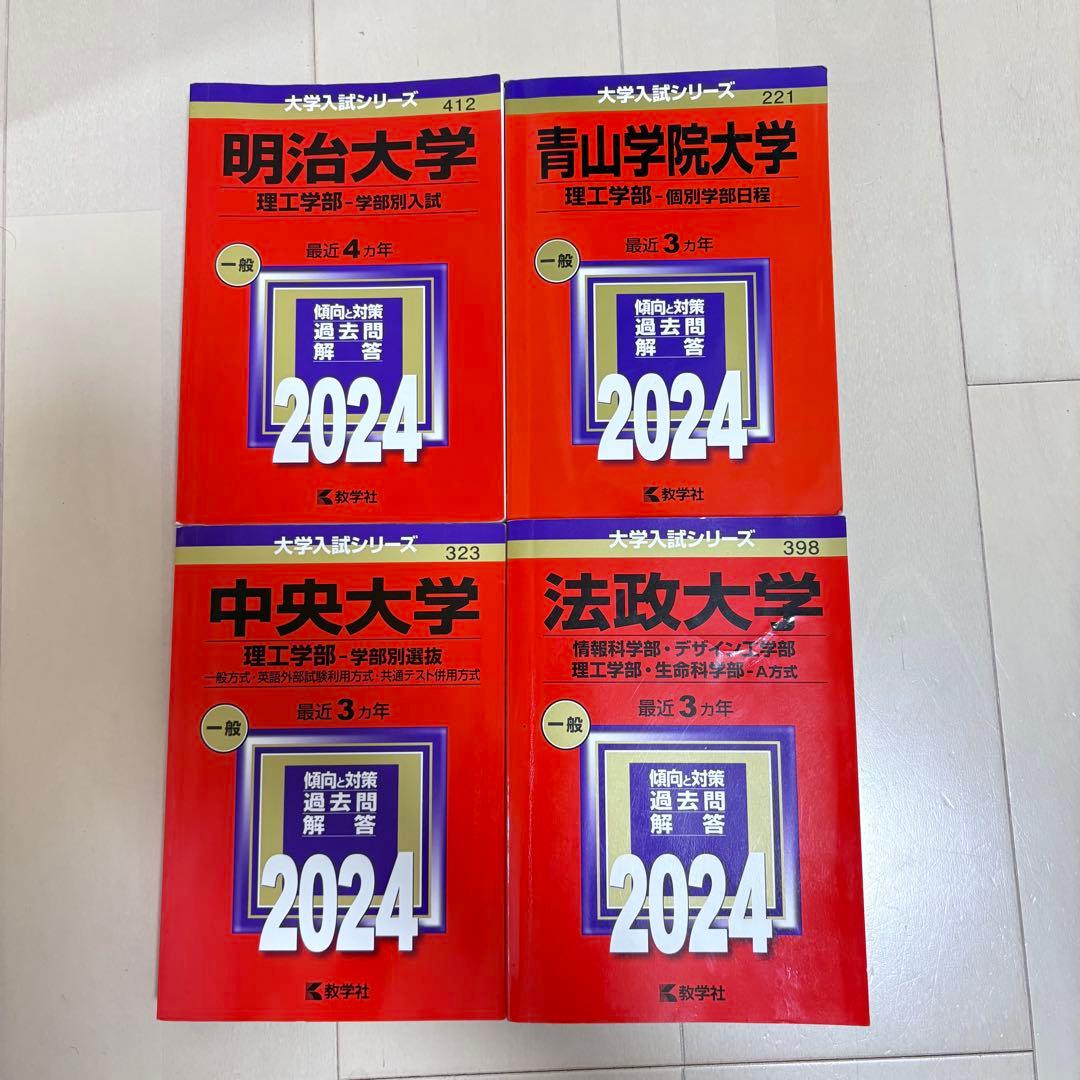 大学入試シリーズ
412
明治大学
理工学部-学部別入試
最近4カ年
一般
傾向と対策
過去問
解答
2024
教学社
大学入試シリーズ
221
青山学院大学
理工学部-個別学部日程
最近3カ年
一般
傾向と対策
過去問
解答
2024
教学社
大学入試シリーズ
323
中央大学
理工学部-学部別選抜
一般方式・英語外部試験利用方式・共通テスト併用方式
最近3カ年
一般
傾向と対策
過去問
解答
2024
教学社
大学入試シリーズ
398
法政大学
情報科学部・デザイン工学部
理工学部・生命科学部-A方式
最近3カ年
一般
傾向と対策
過去問
解答
2024
教学社